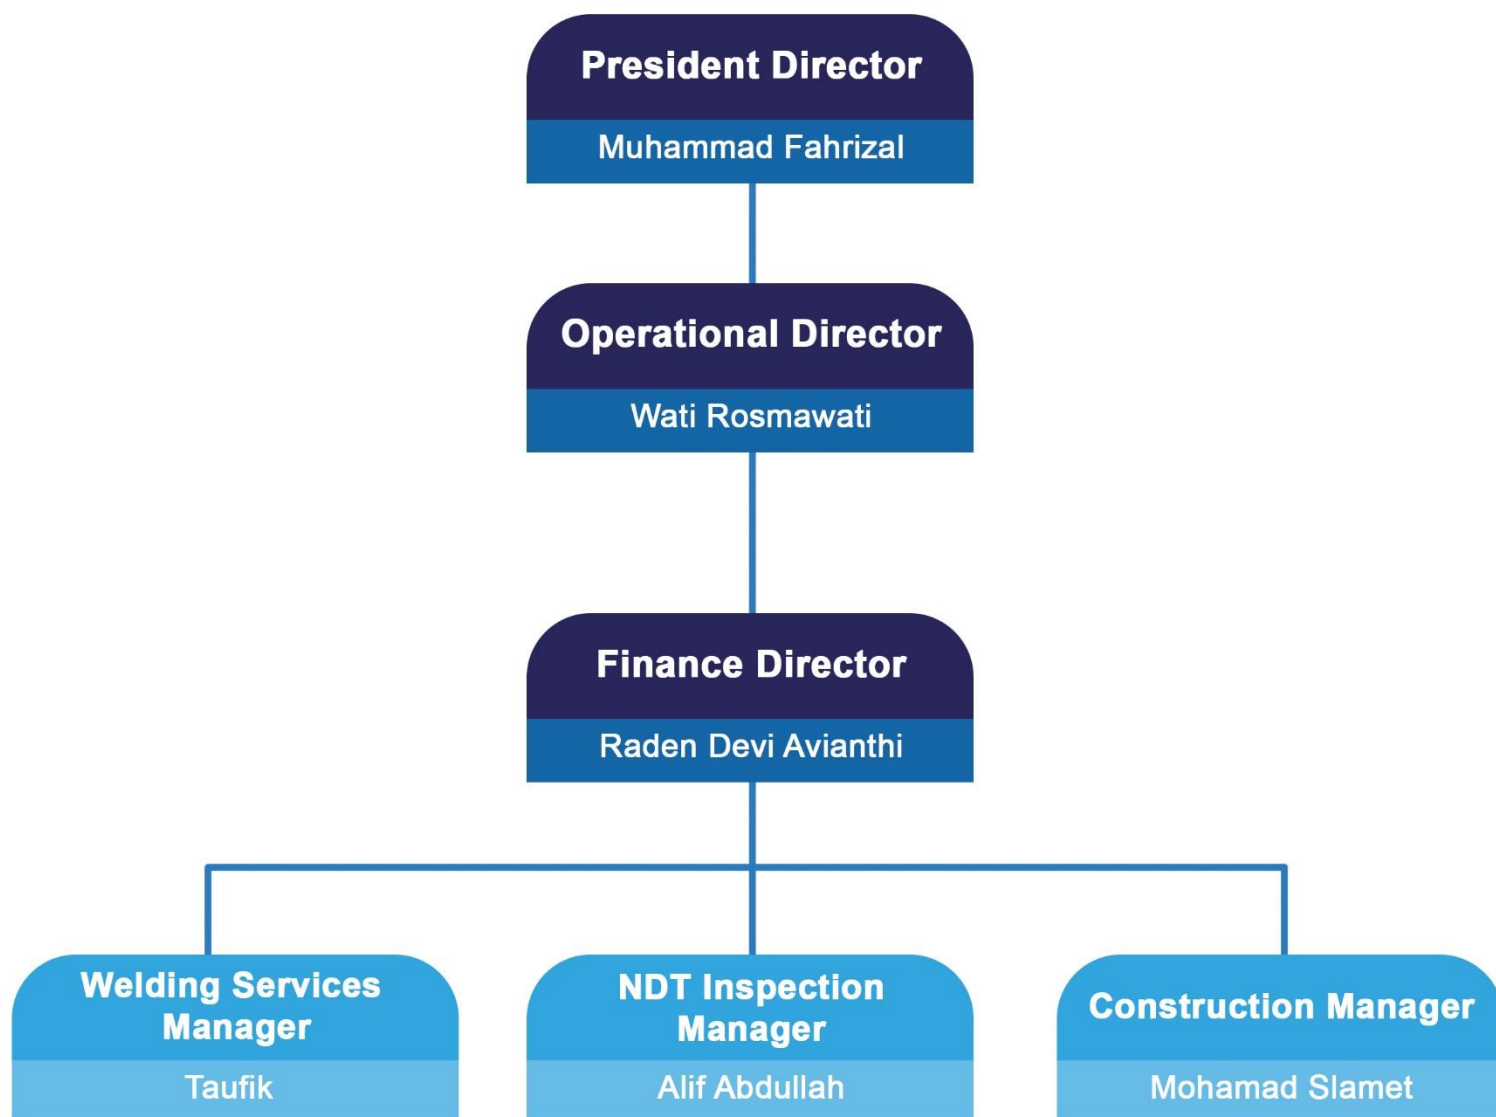 President Director
Muhammad Fahrizal
Operational Director
Wati Rosmawati
Finance Director
Raden Devi Avianthi
Welding Services
Manager
Taufik
NDT Inspection
Manager
Alif Abdullah
Construction Manager
Mohamad Slamet